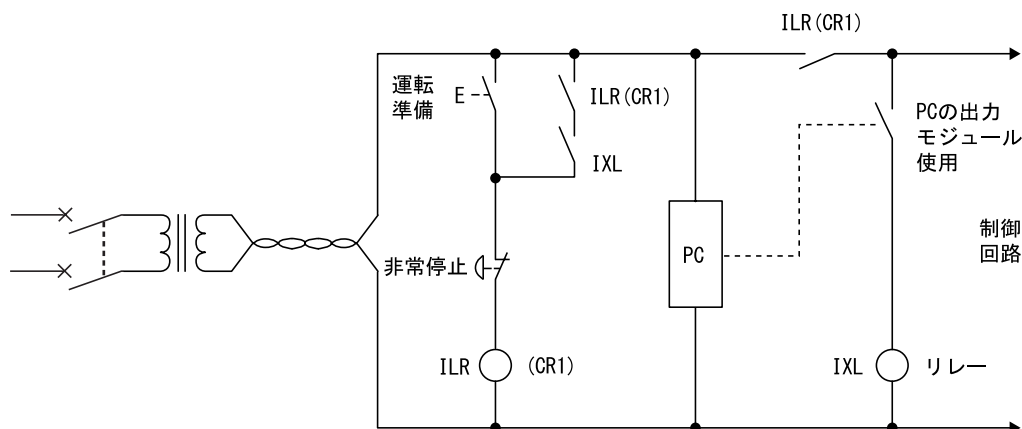 ILR(CR1)
運転
準備
E
ILR(CR1)
IXL
PCの出力
モジュール
使用
制御
回路
PC
非常停止
ILR
(CR1)
IXL
リレー